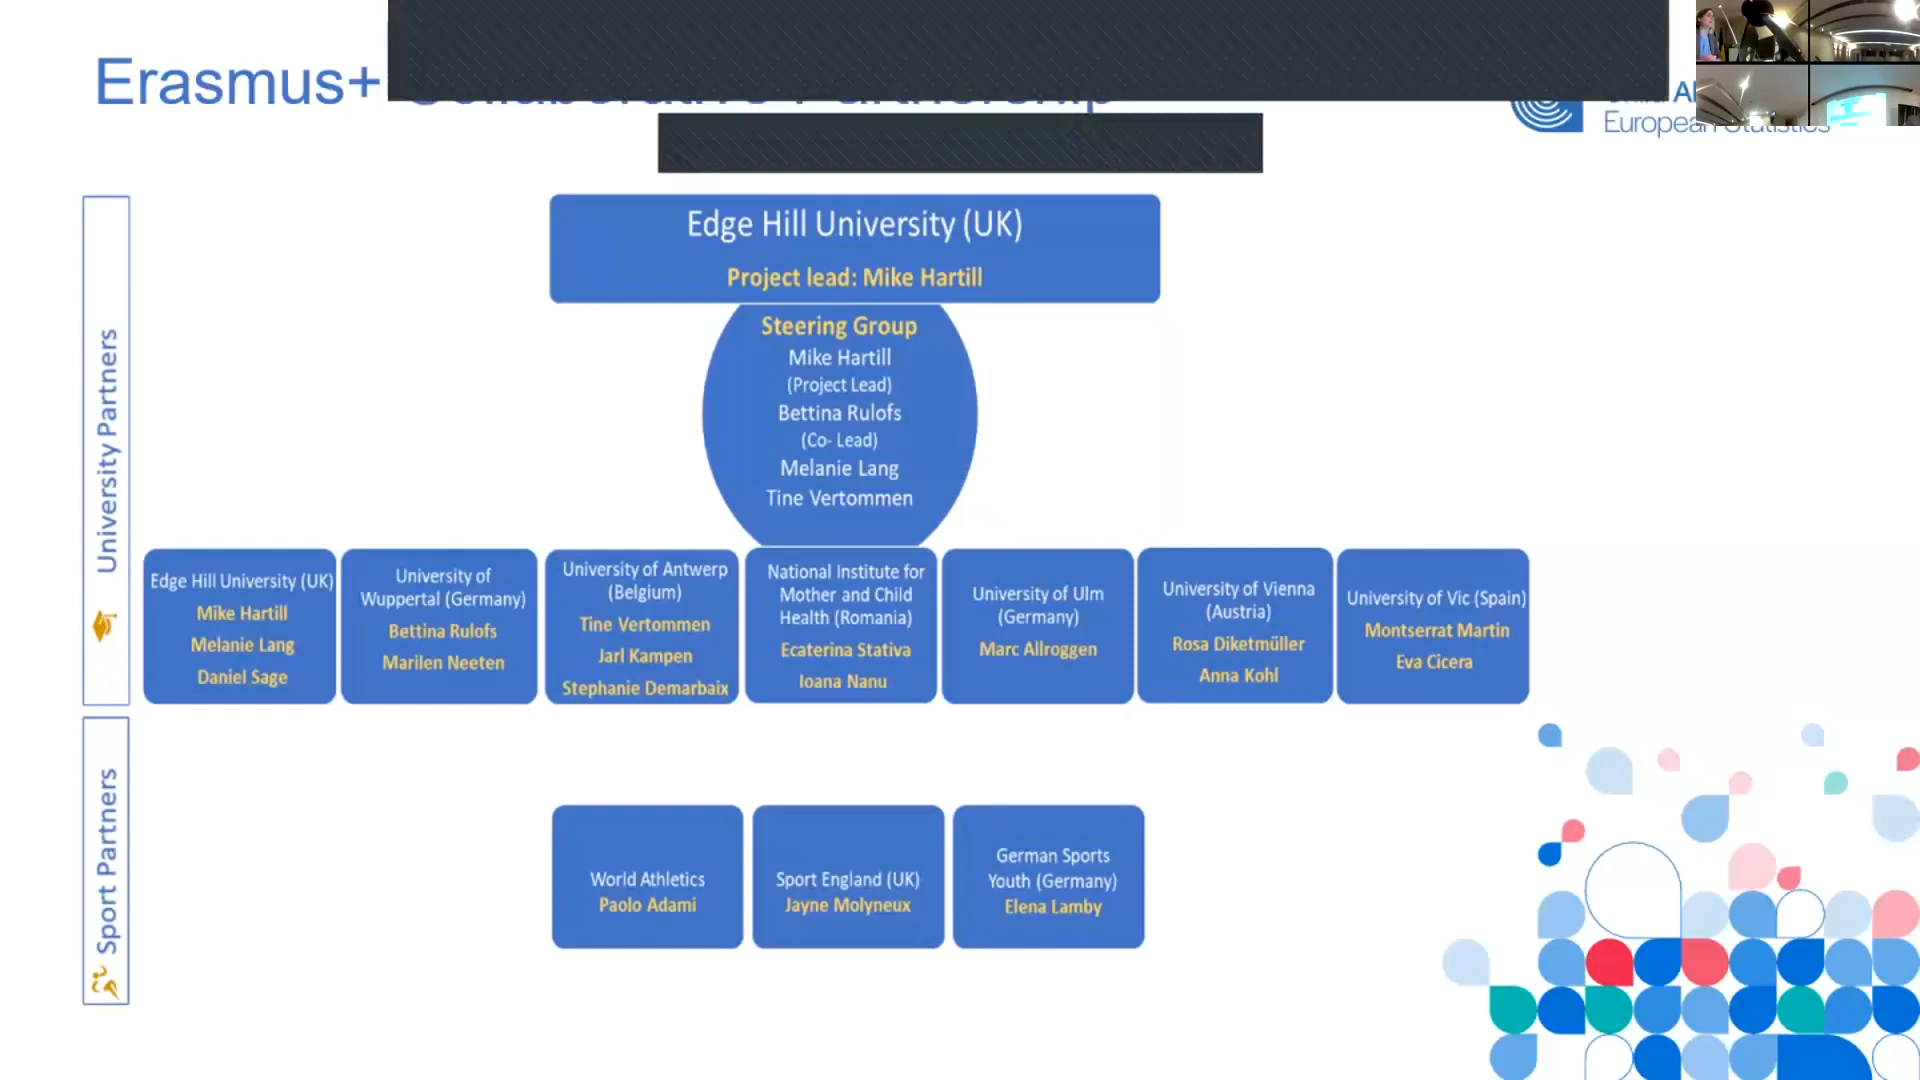 Erasmus+
European Statistics
University Partners
Edge Hill University (UK)
Project lead: Mike Hartill
Steering Group
Mike Hartill
(Project Lead)
Bettina Rulofs
(Co- Lead)
Melanie Lang
Tine Vertommen
Edge Hill University (UK)
Mike Hartill
Melanie Lang
Daniel Sage
University of
Wuppertal (Germany)
Bettina Rulofs
Marilen Neeten
University of Antwerp
(Belgium)
Tine Vertommen
Jarl Kampen
Stephanie Demarbaix
National Institute for
Mother and Child
Health (Romania)
Ecaterina Stativa
Ioana Nanu
University of Ulm
(Germany)
Marc Allroggen
University of Vienna
(Austria)
Rosa Diketmüller
Anna Kohl
University of Vic (Spain)
Montserrat Martin
Eva Cicera
Sport Partners
World Athletics
Paolo Adami
Sport England (UK)
Jayne Molyneux
German Sports
Youth (Germany)
Elena Lamby